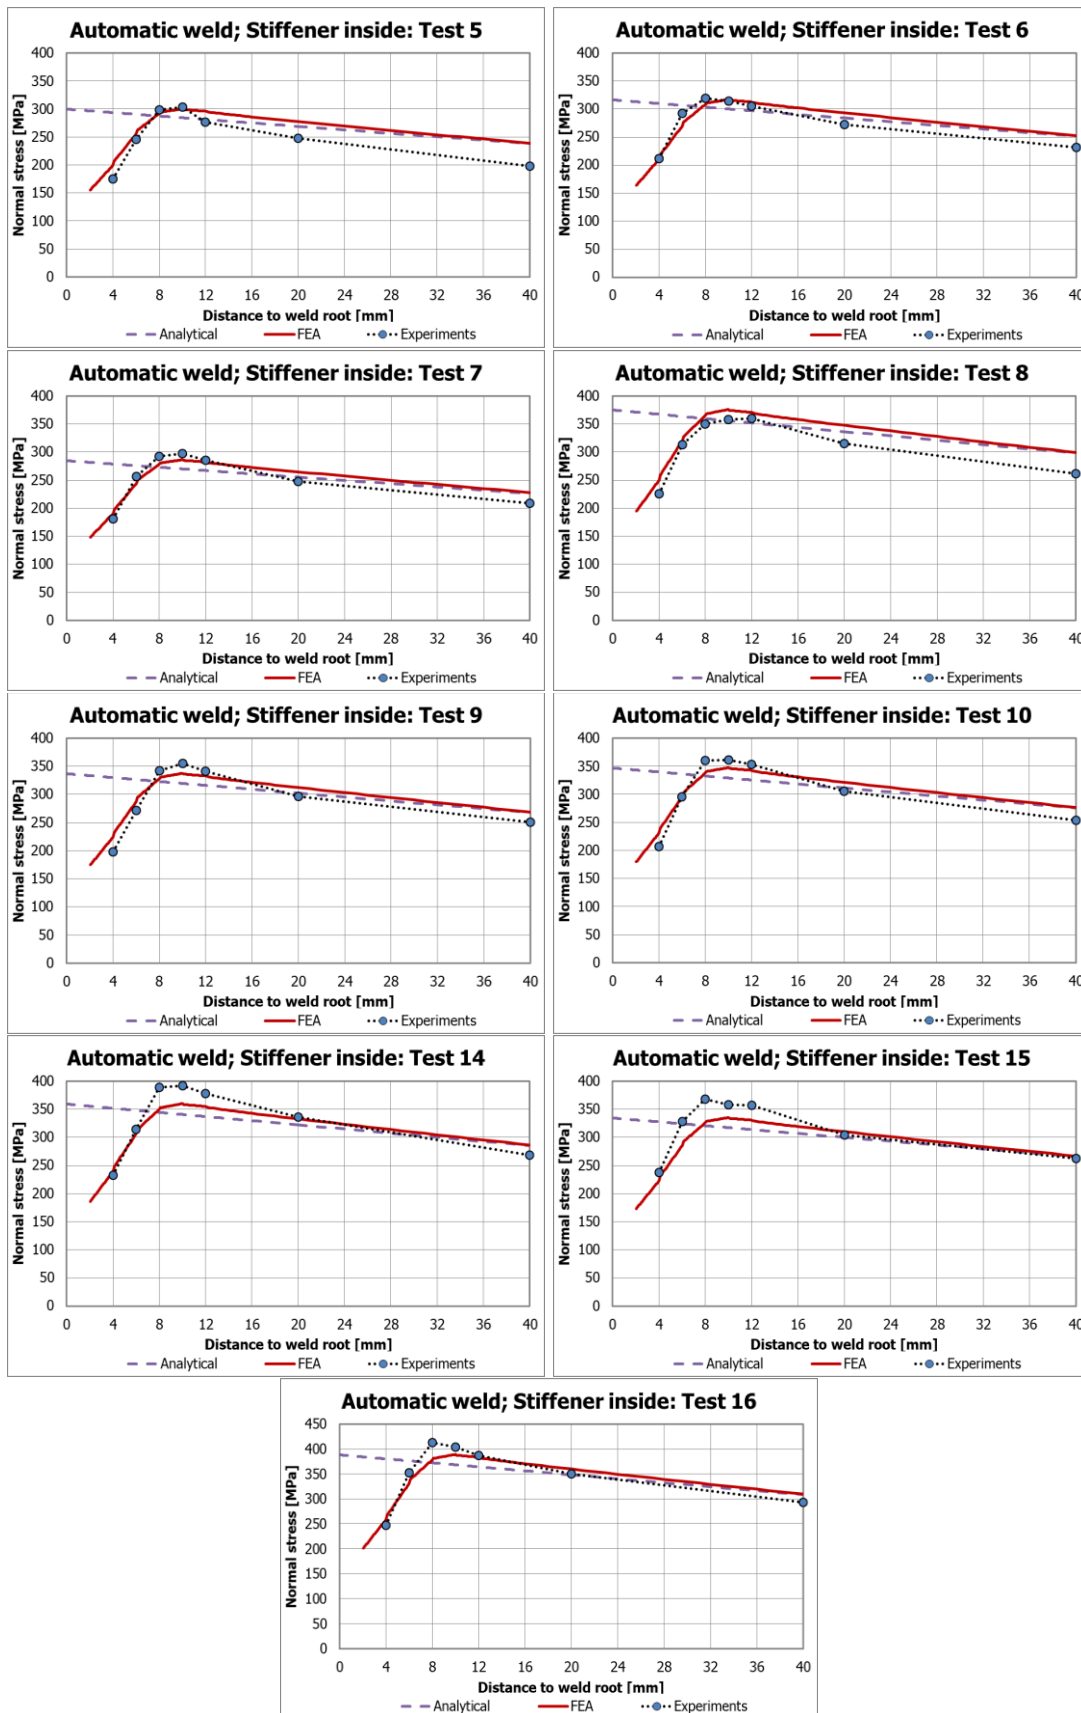 Automatic weld; Stiffener inside: Test 5
Normal stress [MPa]
400
350
300
250
200
150
100
50
0
0 4 8 12 16 20 24 28 32 36 40
Distance to weld root [mm]
Analytical FEA Experiments
Automatic weld; Stiffener inside: Test 6
Normal stress [MPa]
400
350
300
250
200
150
100
50
0
0 4 8 12 16 20 24 28 32 36 40
Distance to weld root [mm]
Analytical FEA Experiments
Automatic weld; Stiffener inside: Test 7
Normal stress [MPa]
400
350
300
250
200
150
100
50
0
0 4 8 12 16 20 24 28 32 36 40
Distance to weld root [mm]
Analytical FEA Experiments
Automatic weld; Stiffener inside: Test 8
Normal stress [MPa]
400
350
300
250
200
150
100
50
0
0 4 8 12 16 20 24 28 32 36 40
Distance to weld root [mm]
Analytical FEA Experiments
Automatic weld; Stiffener inside: Test 9
Normal stress [MPa]
400
350
300
250
200
150
100
50
0
0 4 8 12 16 20 24 28 32 36 40
Distance to weld root [mm]
Analytical FEA Experiments
Automatic weld; Stiffener inside: Test 10
Normal stress [MPa]
400
350
300
250
200
150
100
50
0
0 4 8 12 16 20 24 28 32 36 40
Distance to weld root [mm]
Analytical FEA Experiments
Automatic weld; Stiffener inside: Test 14
Normal stress [MPa]
400
350
300
250
200
150
100
50
0
0 4 8 12 16 20 24 28 32 36 40
Distance to weld root [mm]
Analytical FEA Experiments
Automatic weld; Stiffener inside: Test 15
Normal stress [MPa]
400
350
300
250
200
150
100
50
0
0 4 8 12 16 20 24 28 32 36 40
Distance to weld root [mm]
Analytical FEA Experiments
Automatic weld; Stiffener inside: Test 16
Normal stress [MPa]
450
400
350
300
250
200
150
100
50
0
0 4 8 12 16 20 24 28 32 36 40
Distance to weld root [mm]
Analytical FEA Experiments